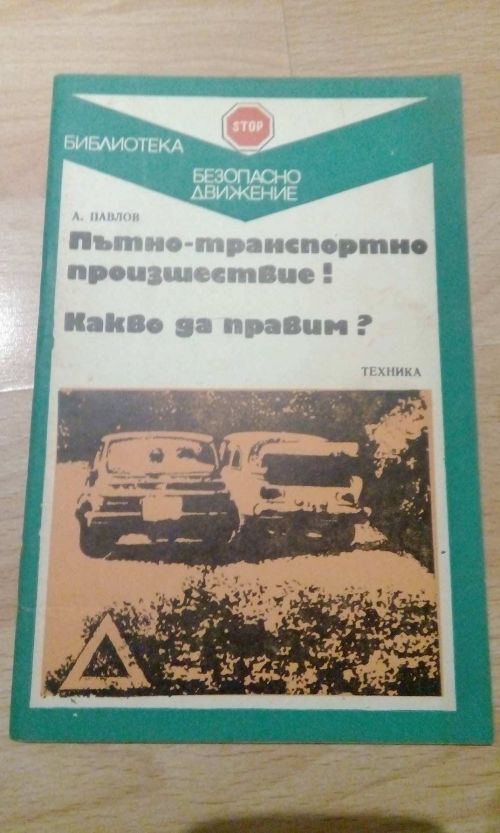 STOP
БИБЛИОТЕКА
БЕЗОПАСНО
ДВИЖЕНИЕ
А. ПАВЛОВ
Пътно-транспортно
произшествие!
Какво да правим?
ТЕХНИКА